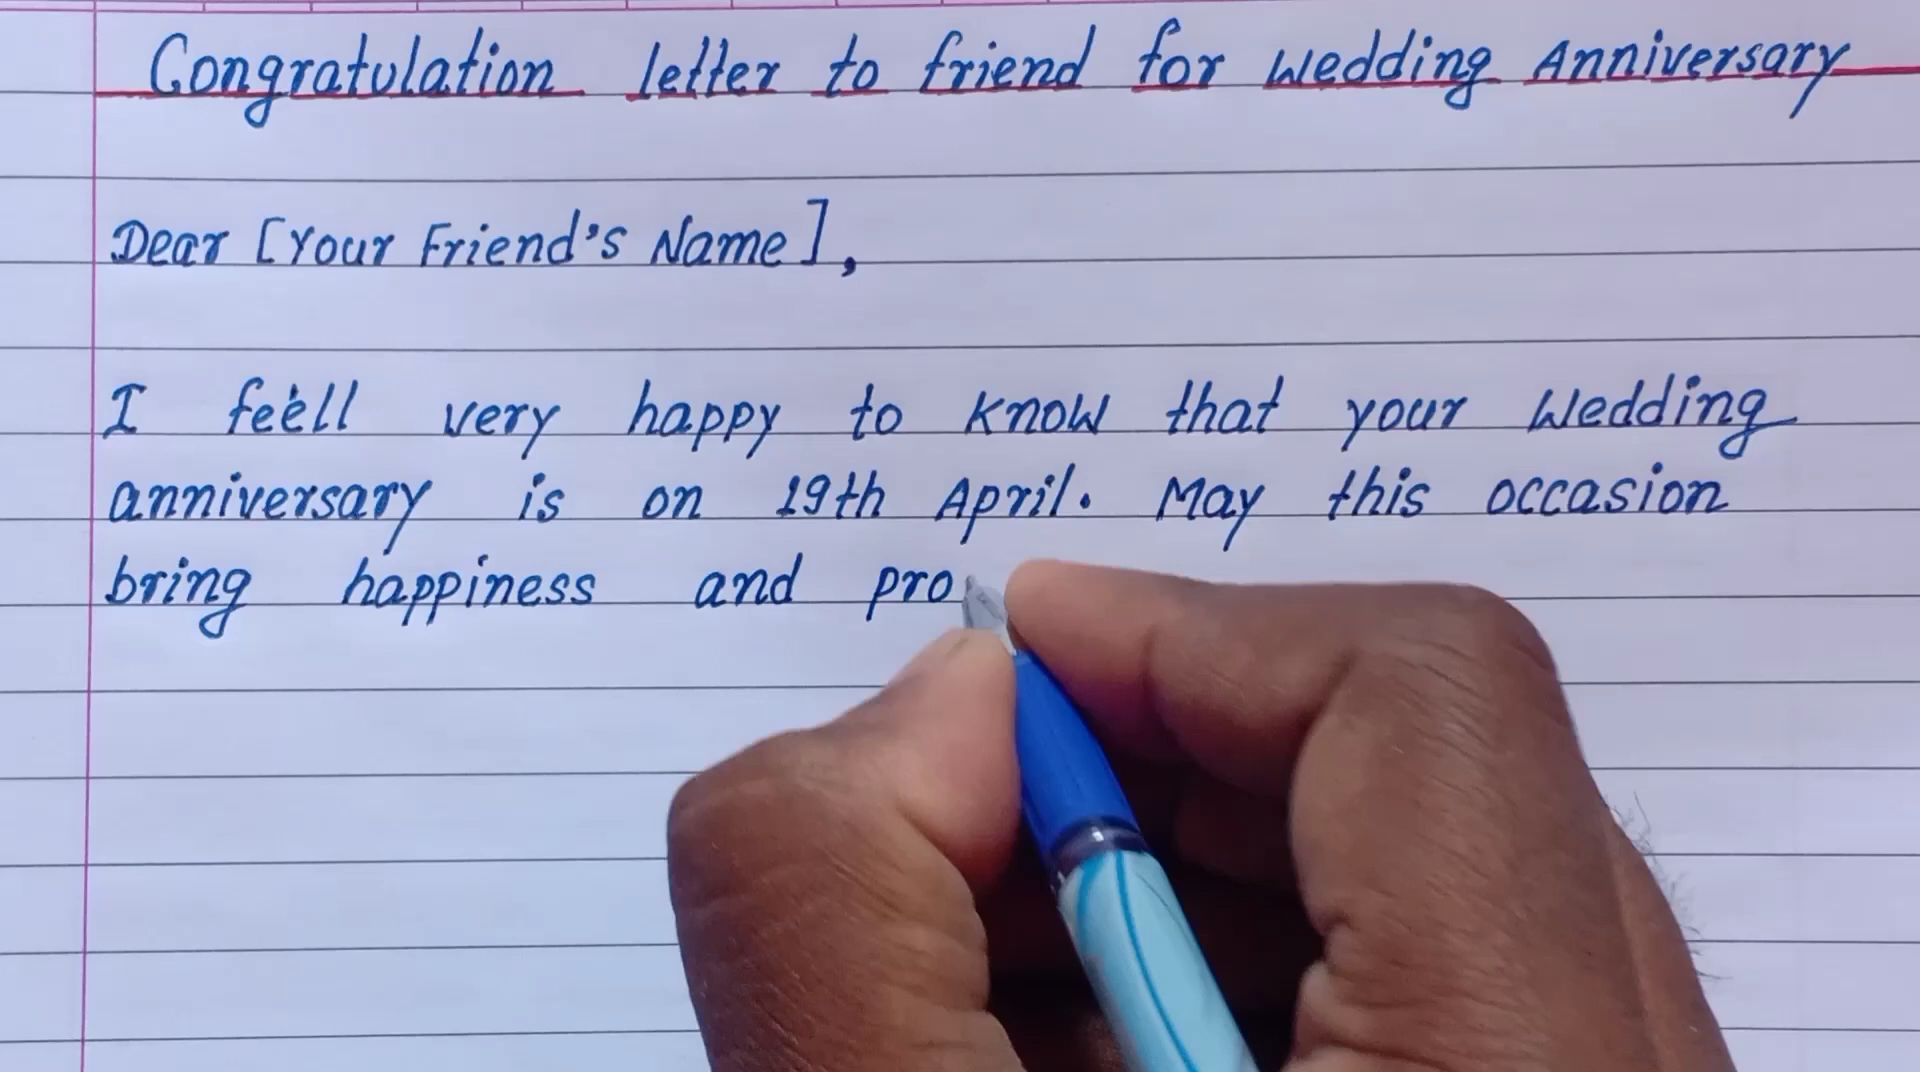 Congratulation letter to friend for wedding Anniversary
Dear [Your Friend's Name],
I feell very happy to know that your wedding
anniversary is on 19th April. May this occasion
bring happiness and pro